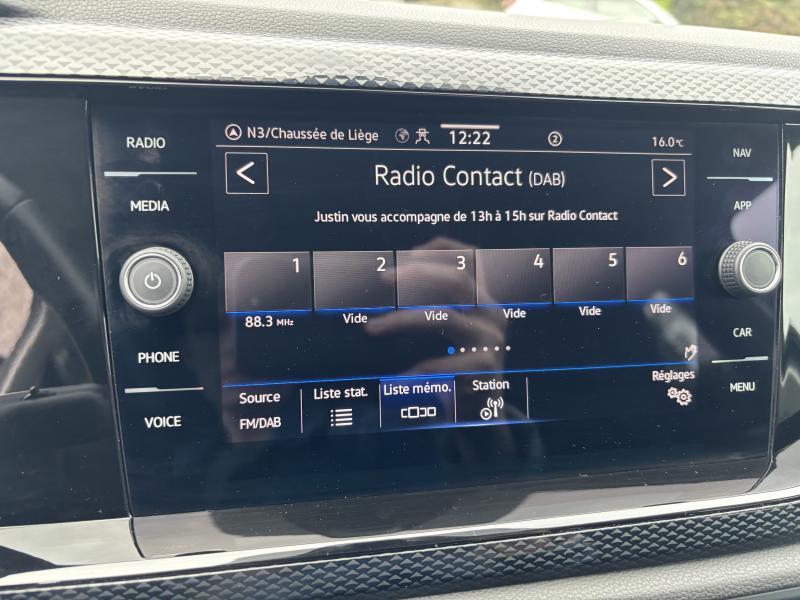 RADIO
MEDIA
PHONE
VOICE
N3/Chaussée de Liège 12:22 2 16.0°C
< Radio Contact (DAB) >
Justin vous accompagne de 13h à 15h sur Radio Contact
1 2 3 4 5 6
88.3 MHz Vide Vide Vide Vide Vide
Source Liste stat. Liste mémo. Station Réglages
FM/DAB
NAV
APP
CAR
MENU